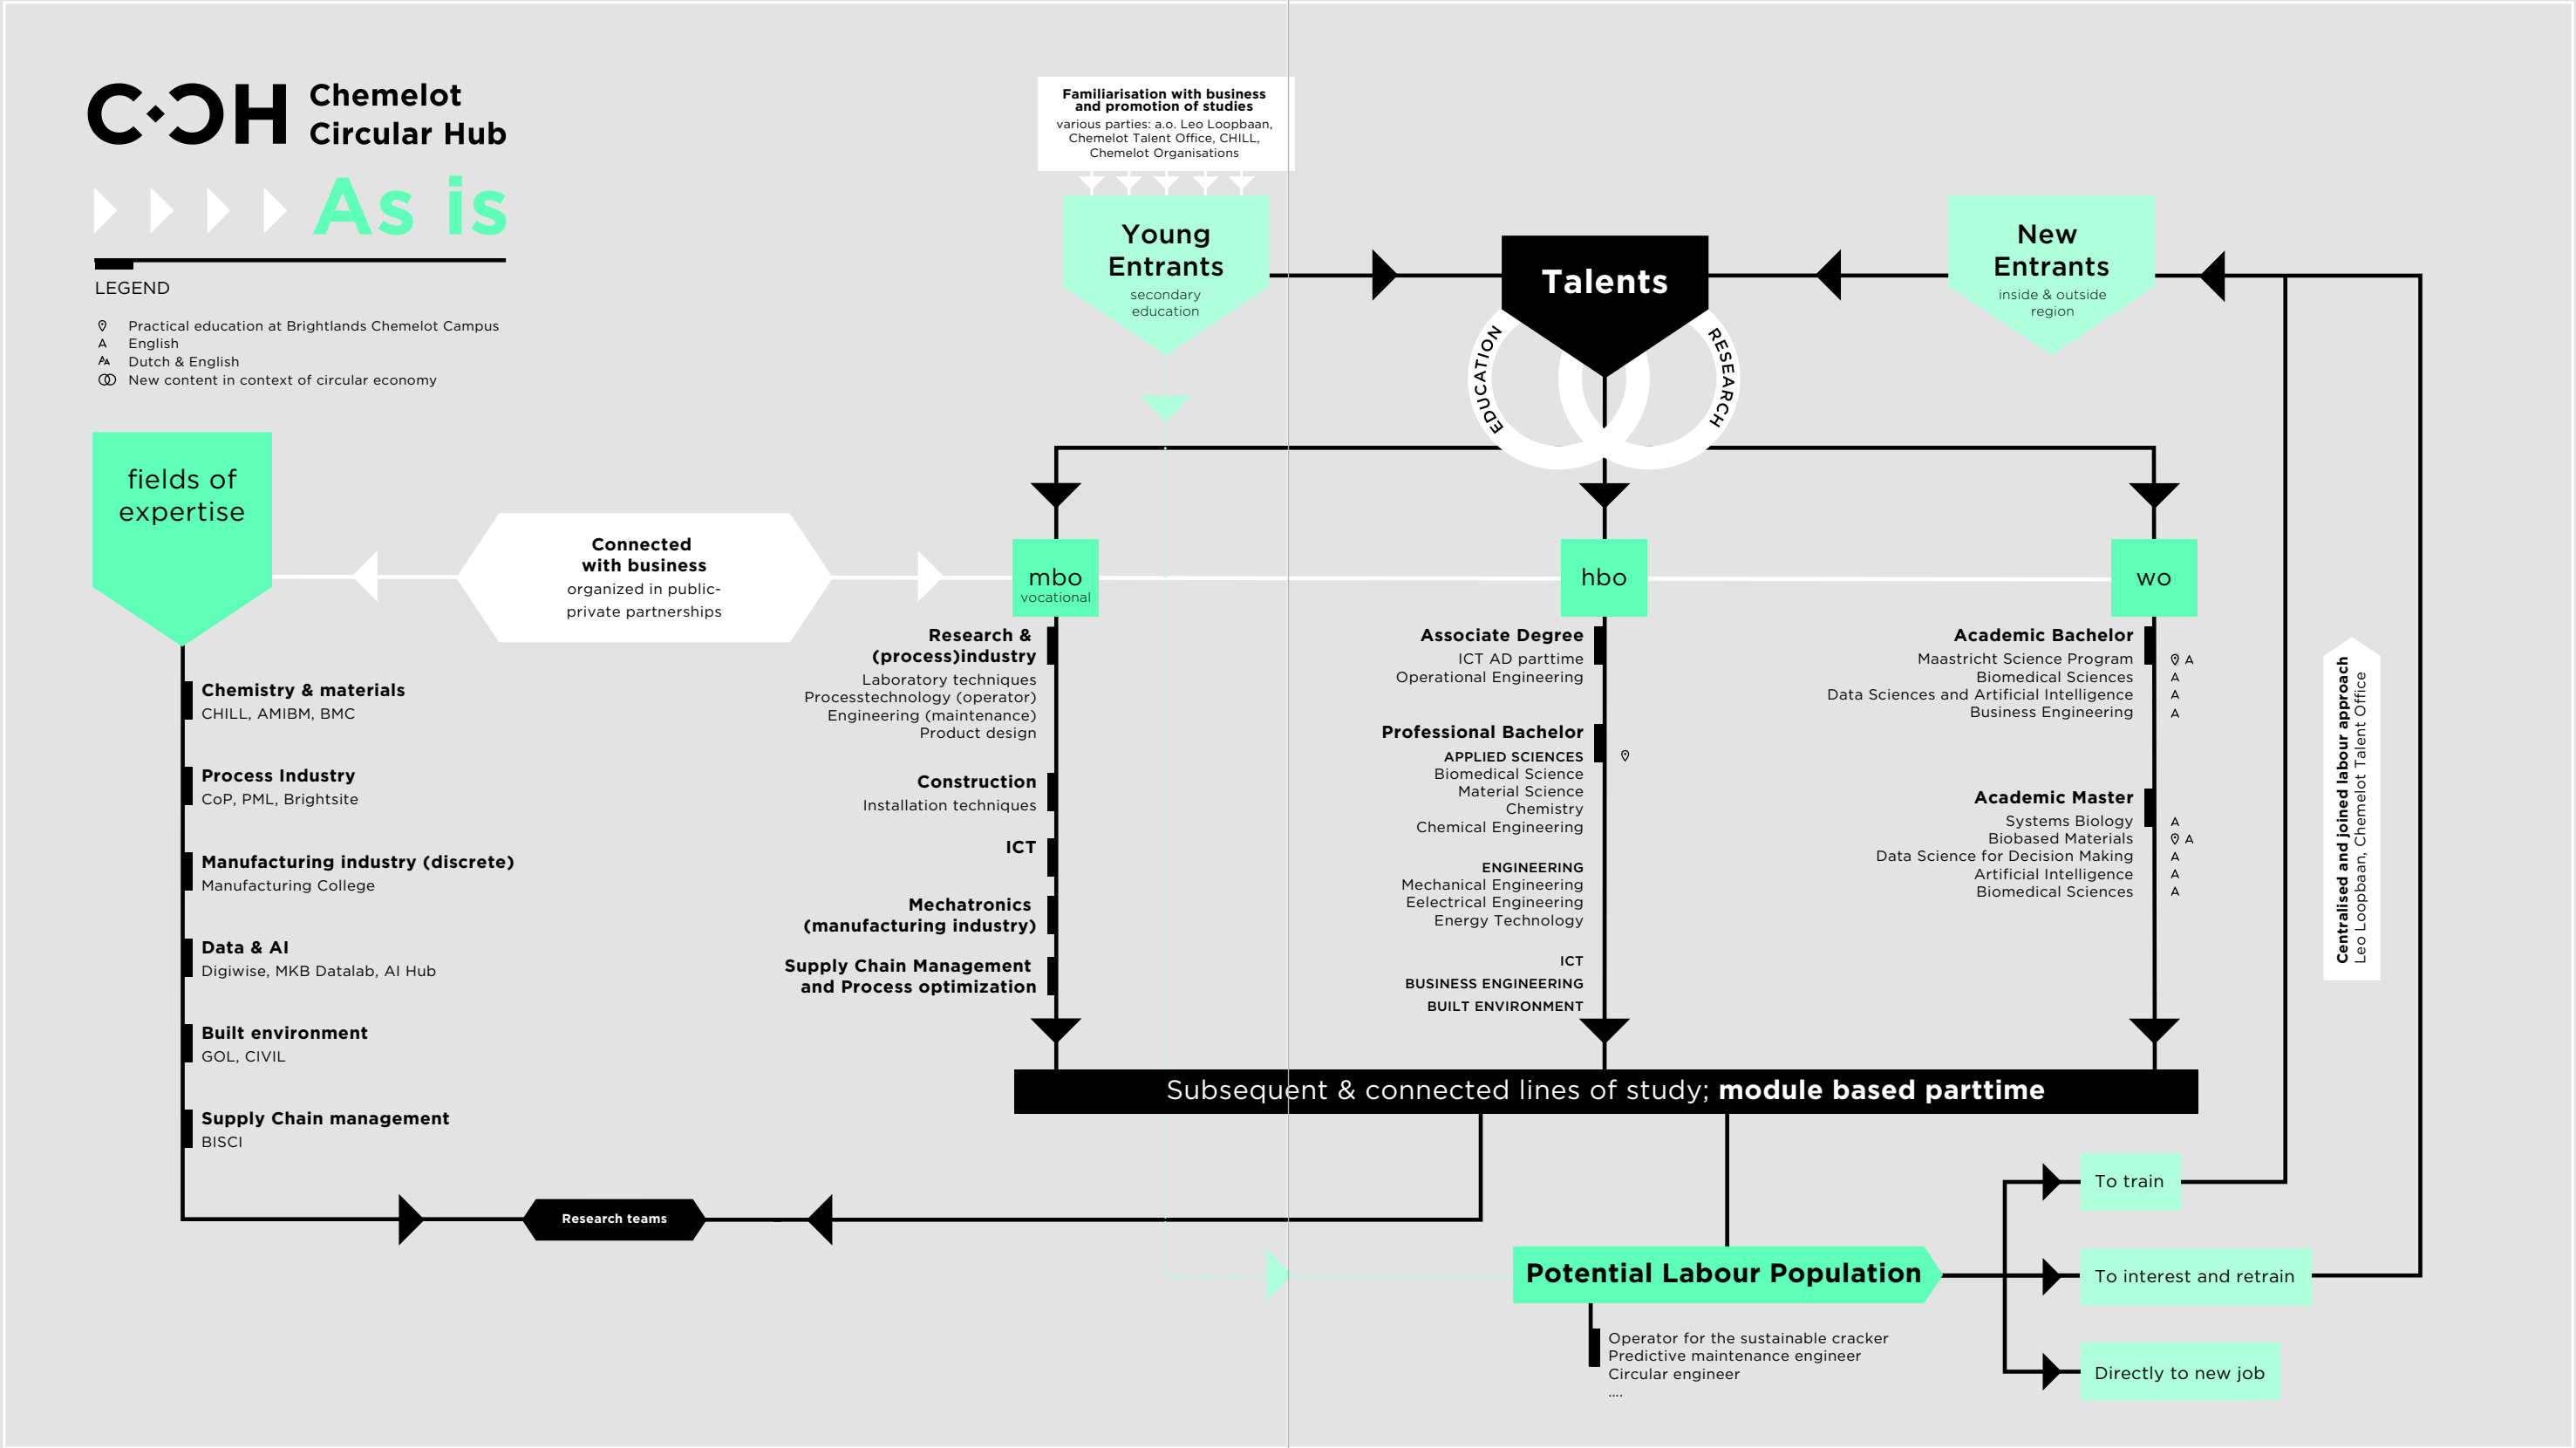 C·CH Chemelot
Circular Hub
As is
LEGEND
Practical education at Brightlands Chemelot Campus
A English
AA Dutch & English
New content in context of circular economy
Familiarisation with business
and promotion of studies
various parties: a.o. Leo Loopbaan,
Chemelot Talent Office, CHILL,
Chemelot Organisations
Young
Entrants
secondary
education
Talents
EDUCATION
RESEARCH
New
Entrants
inside & outside
region
fields of
expertise
Connected
with business
organized in public-
private partnerships
Chemistry & materials
CHILL, AMIBM, BMC
Process Industry
CoP, PML, Brightsite
Manufacturing industry (discrete)
Manufacturing College
Data & AI
Digiwise, MKB Datalab, AI Hub
Built environment
GOL, CIVIL
Supply Chain management
BISCI
mbo
vocational
Research &
(process)industry
Laboratory techniques
Processtechnology (operator)
Engineering (maintenance)
Product design
Construction
Installation techniques
ICT
Mechatronics
(manufacturing industry)
Supply Chain Management
and Process optimization
hbo
Associate Degree
ICT AD parttime
Operational Engineering
Professional Bachelor
APPLIED SCIENCES
Biomedical Science
Material Science
Chemistry
Chemical Engineering
ENGINEERING
Mechanical Engineering
Eelectrical Engineering
Energy Technology
ICT
BUSINESS ENGINEERING
BUILT ENVIRONMENT
wo
Academic Bachelor
Maastricht Science Program A
Biomedical Sciences A
Data Sciences and Artificial Intelligence A
Business Engineering A
Academic Master
Systems Biology A
Biobased Materials A
Data Science for Decision Making A
Artificial Intelligence A
Biomedical Sciences A
Centralised and joined labour approach
Leo Loopbaan, Chemelot Talent Office
Subsequent & connected lines of study; module based parttime
Research teams
Potential Labour Population
Operator for the sustainable cracker
Predictive maintenance engineer
Circular engineer
....
To train
To interest and retrain
Directly to new job